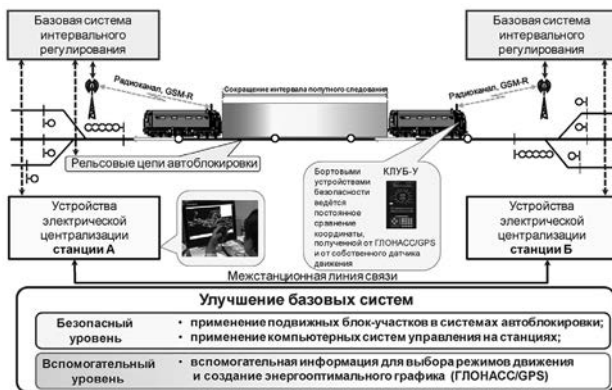 Базовая система
интервального
регулирования
Базовая система
интервального
регулирования
Радиоканал, GSM-R
Сокращение интервала попутного следования
Радиоканал, GSM-R
Рельсовые цепи автоблокировки
Бортовыми КЛУБ-У
устройствами
безопасности
ведётся
постоянное
сравнение
координаты,
полученной от ГЛОНАСС/GPS
и от собственного датчика
движения
Устройства
электрической
централизации
станции А
Устройства
электрической
централизации
станции Б
Межстанционная линия связи
Улучшение базовых систем
Безопасный
уровень
• применение подвижных блок-участков в системах автоблокировки;
• применение компьютерных систем управления на станциях;
Вспомогательный
уровень
• вспомогательная информация для выбора режимов движения
и создание энергооптимального графика (ГЛОНАСС/GPS)